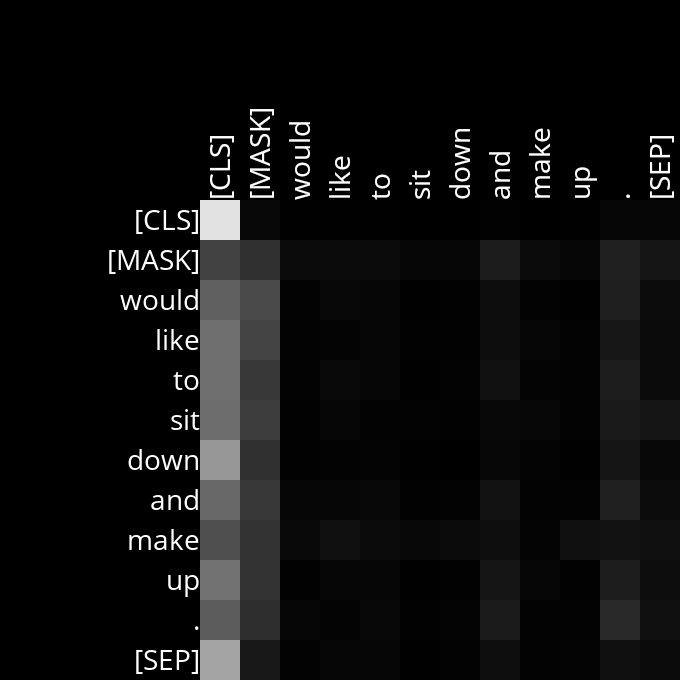 [CLS] [MASK] would like to sit down and make up . [SEP]
[CLS]
[MASK]
would
like
to
sit
down
and
make
up
.
[SEP]